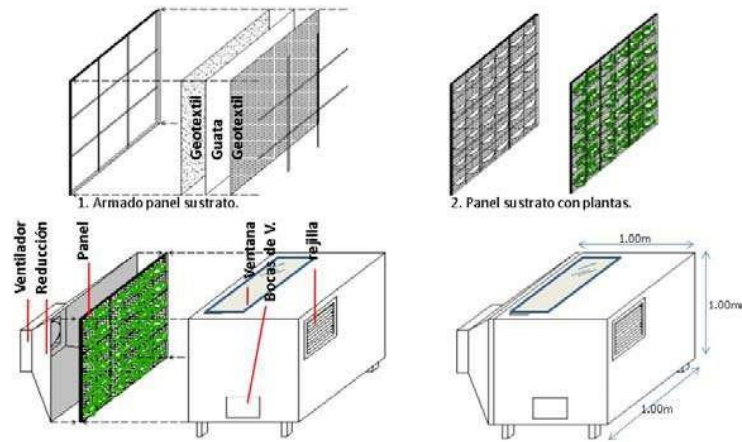 Geotextil
Guata
Geotextil
1. Armado panel sustrato.
2. Panel sustrato con plantas.
Ventilador
Reducción
Panel
Ventana
Bocas de V.
rejilla
1.00m
1.00m
1.00m